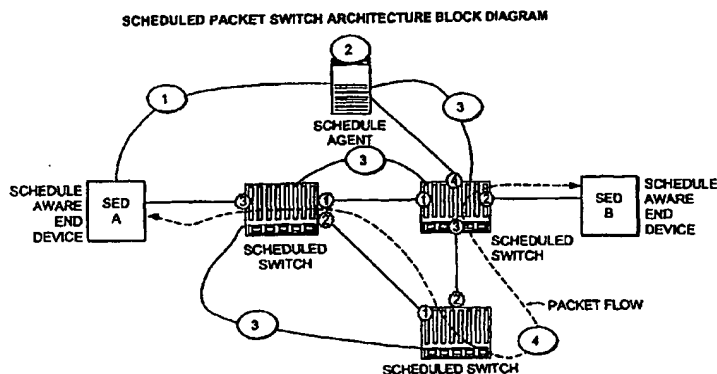 SCHEDULED PACKET SWITCH ARCHITECTURE BLOCK DIAGRAM
2
1
3
SCHEDULE
AGENT
3
4
SCHEDULE
AWARE
END
DEVICE
SED
A
3
1
2
SCHEDULED
SWITCH
1
2
3
SCHEDULED
SWITCH
SED
B
SCHEDULE
AWARE
END
DEVICE
3
1
2
SCHEDULED SWITCH
PACKET FLOW
4